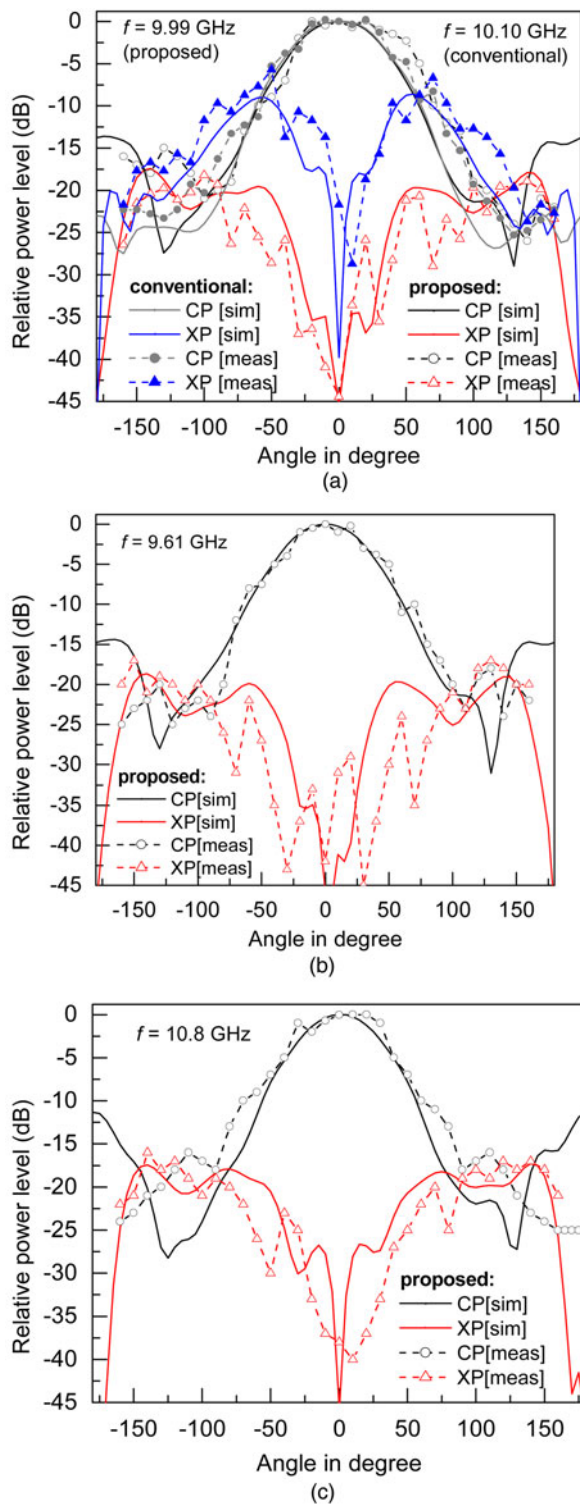 f = 9.99 GHz
(proposed)
f = 10.10 GHz
(conventional)
0
-5
-10
-15
-20
-25
-30
-35
-40
-45
Relative power level (dB)
conventional:
CP [sim]
XP [sim]
CP [meas]
XP [meas]
proposed:
CP [sim]
XP [sim]
CP [meas]
XP [meas]
-150 -100 -50 0 50 100 150
Angle in degree
(a)
f = 9.61 GHz
0
-5
-10
-15
-20
-25
-30
-35
-40
-45
Relative power level (dB)
proposed:
CP[sim]
XP[sim]
CP[meas]
XP[meas]
-150 -100 -50 0 50 100 150
Angle in degree
(b)
f = 10.8 GHz
0
-5
-10
-15
-20
-25
-30
-35
-40
-45
Relative power level (dB)
proposed:
CP[sim]
XP[sim]
CP[meas]
XP[meas]
-150 -100 -50 0 50 100 150
Angle in degree
(c)